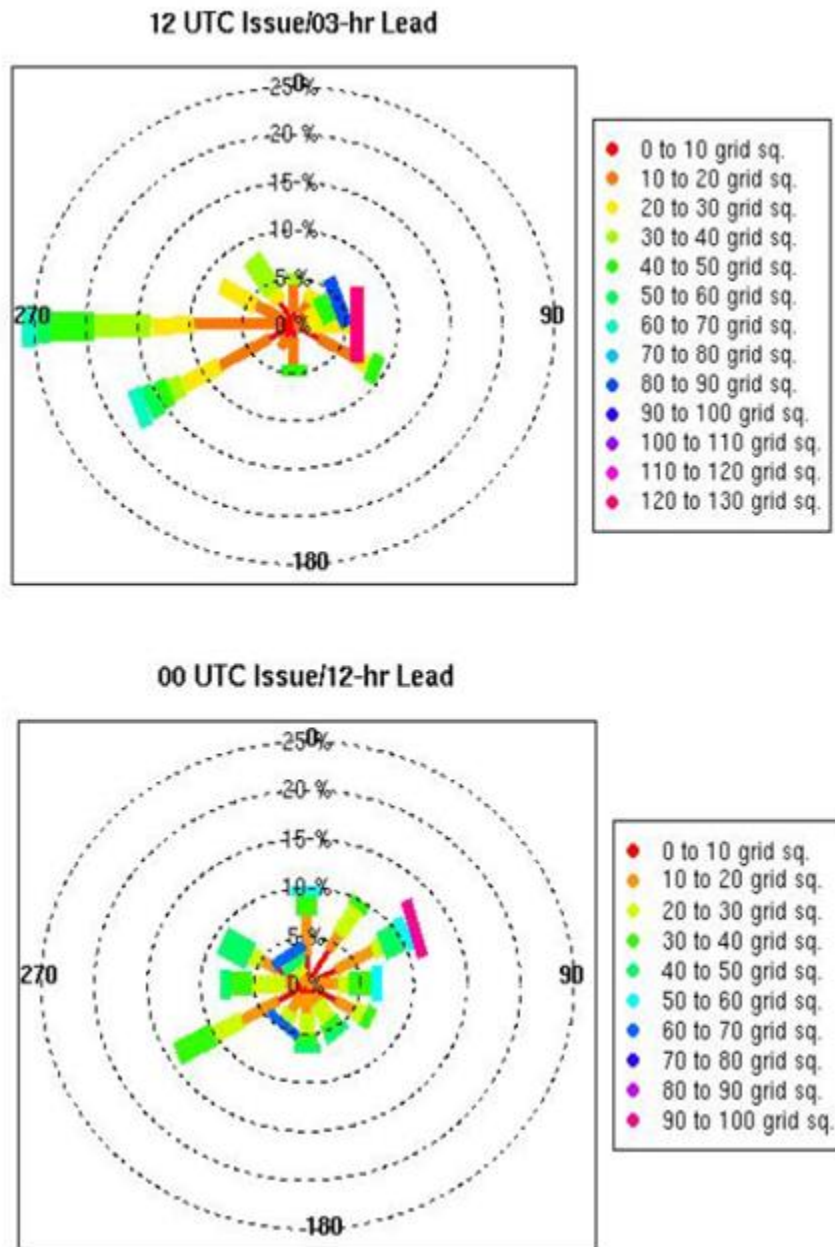 12 UTC Issue/03-hr Lead
0
25 %
20 %
15 %
10 %
5 %
0 %
270
90
180
0 to 10 grid sq.
10 to 20 grid sq.
20 to 30 grid sq.
30 to 40 grid sq.
40 to 50 grid sq.
50 to 60 grid sq.
60 to 70 grid sq.
70 to 80 grid sq.
80 to 90 grid sq.
90 to 100 grid sq.
100 to 110 grid sq.
110 to 120 grid sq.
120 to 130 grid sq.
00 UTC Issue/12-hr Lead
0
25 %
20 %
15 %
10 %
5 %
0 %
270
90
180
0 to 10 grid sq.
10 to 20 grid sq.
20 to 30 grid sq.
30 to 40 grid sq.
40 to 50 grid sq.
50 to 60 grid sq.
60 to 70 grid sq.
70 to 80 grid sq.
80 to 90 grid sq.
90 to 100 grid sq.